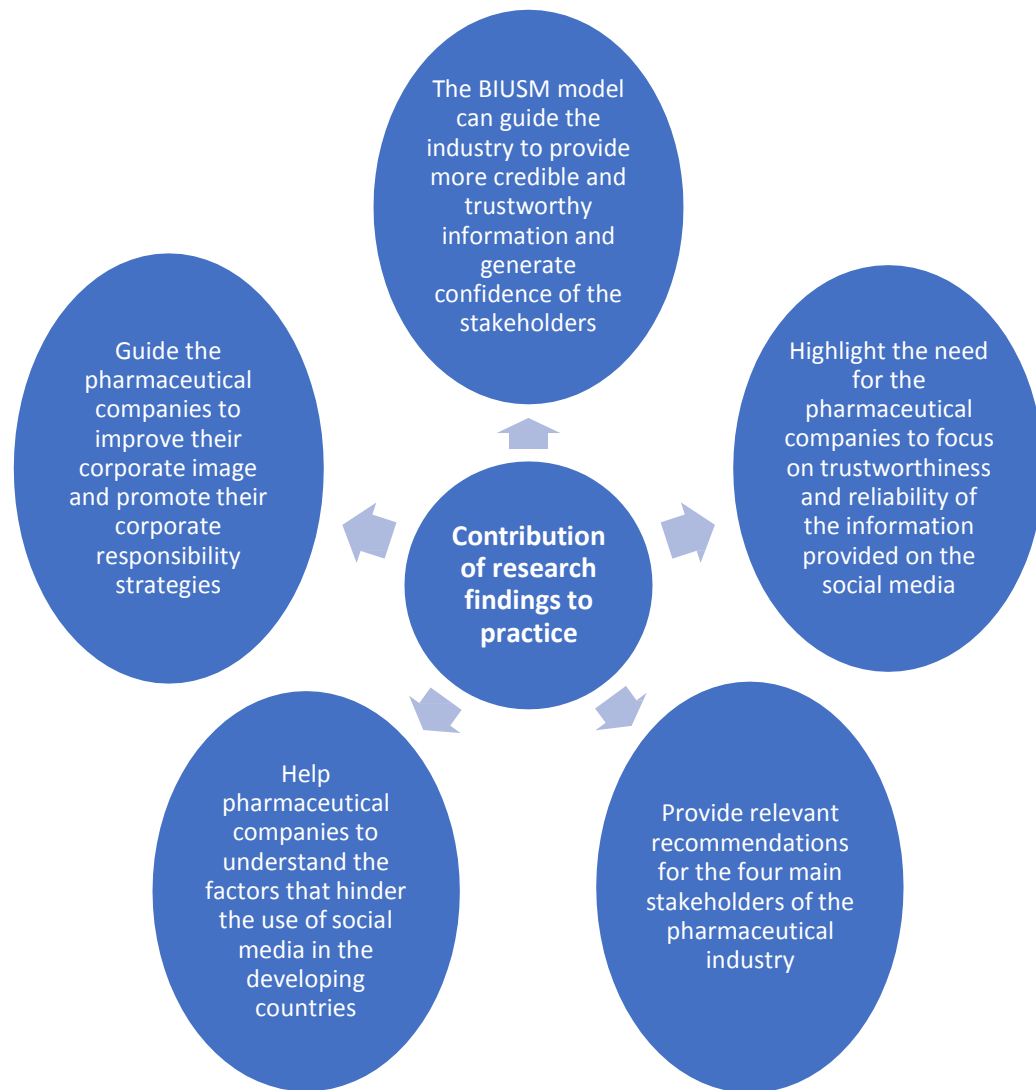 The BIUSM model
can guide the
industry to provide
more credible and
trustworthy
information and
generate
confidence of the
stakeholders
Highlight the need
for the
pharmaceutical
companies to focus
on trustworthiness
and reliability of
the information
provided on the
social media
Provide relevant
recommendations
for the four main
stakeholders of the
pharmaceutical
industry
Help
pharmaceutical
companies to
understand the
factors that hinder
the use of social
media in the
developing
countries
Guide the
pharmaceutical
companies to
improve their
corporate image
and promote their
corporate
responsibility
strategies
Contribution
of research
findings to
practice